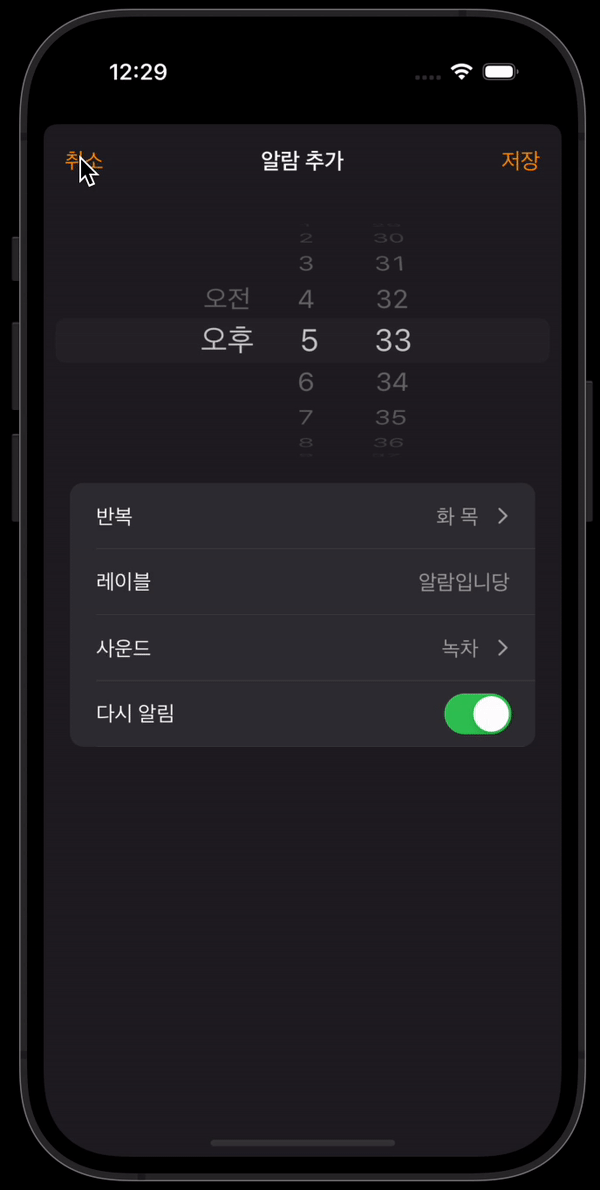 12:29
취소 알람 추가 저장
2 30
3 31
오전 4 32
오후 5 33
6 34
7 35
8 36
반복 화 목
레이블 알람입니당
사운드 녹차
다시 알림